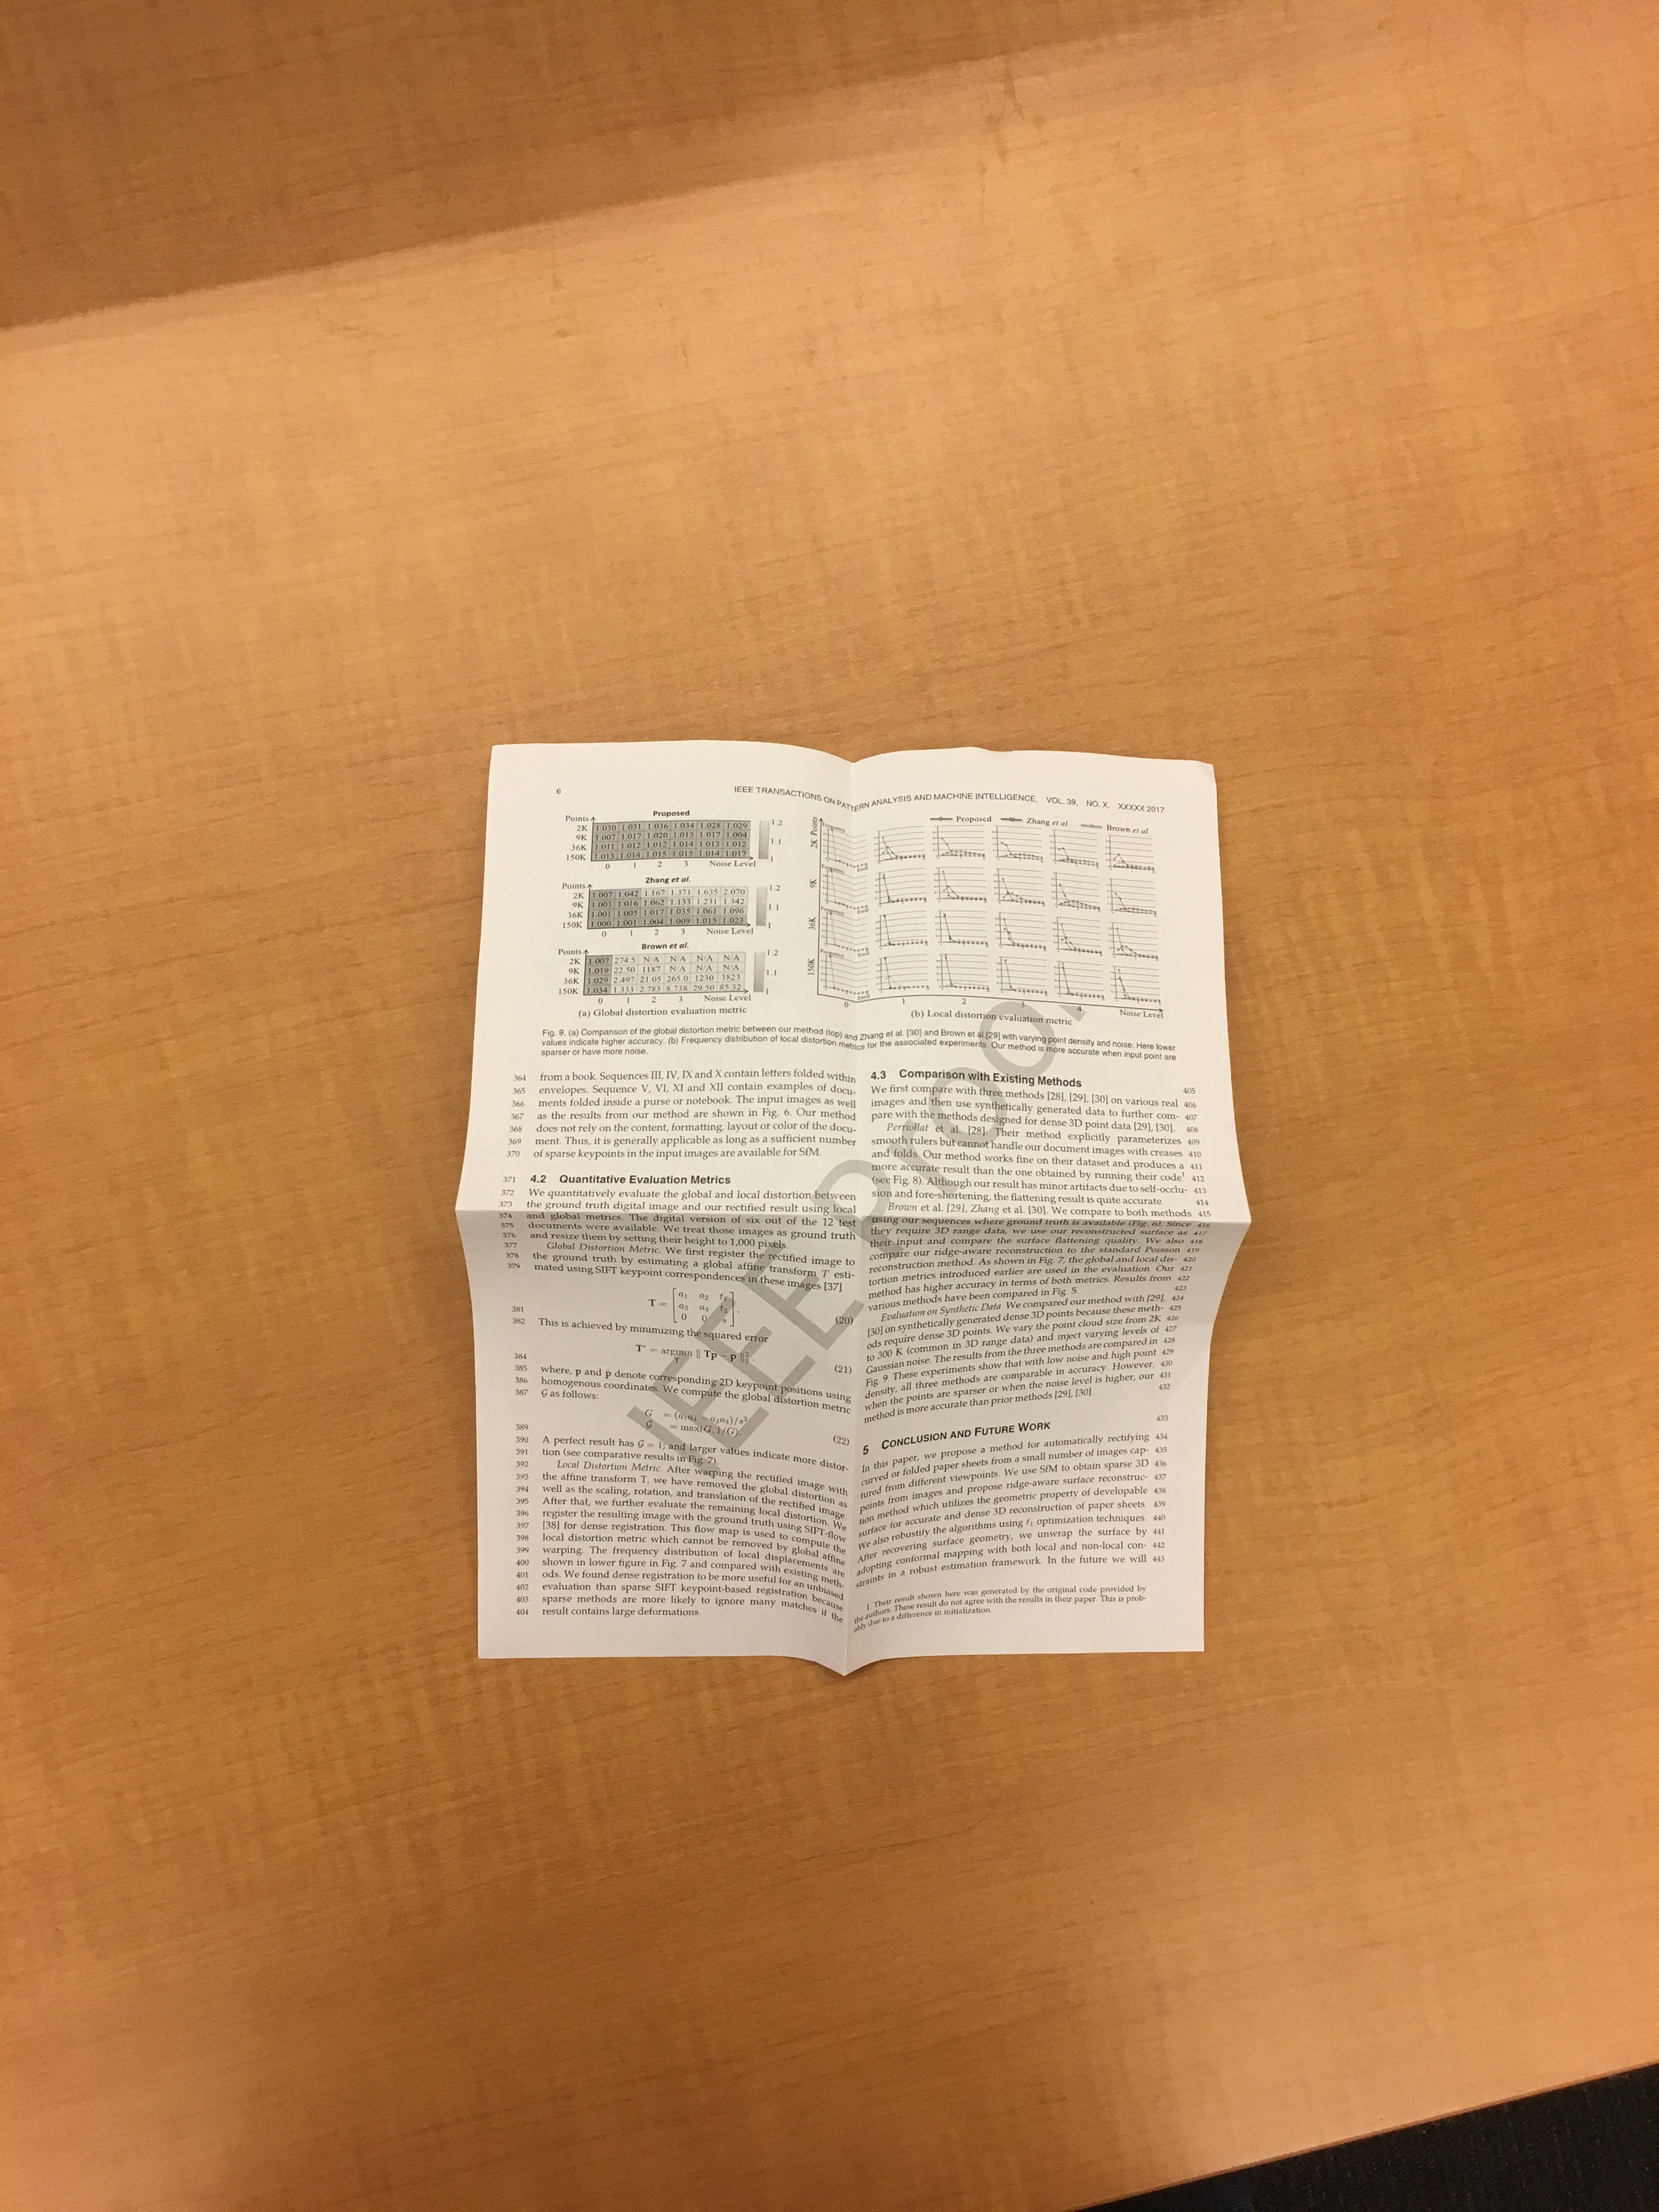 6
IEEE TRANSACTIONS ON PATTERN ANALYSIS AND MACHINE INTELLIGENCE, VOL. 39, NO. X, XXXXX 2017
Proposed
Points
2K 1.030 1.031 1.036 1.034 1.028 1.029
9K 1.007 1.017 1.020 1.015 1.017 1.004
36K 1.011 1.012 1.012 1.014 1.013 1.012
150K 1.013 1.014 1.015 1.015 1.014 1.017
0 1 2 3 Noise Level
1.2
1.1
1
Zhang et al.
Points
2K 1.007 1.042 1.167 1.371 1.635 2.070
9K 1.003 1.016 1.062 1.133 1.231 1.342
36K 1.001 1.005 1.017 1.035 1.061 1.096
150K 1.000 1.001 1.004 1.009 1.015 1.023
0 1 2 3 Noise Level
1.2
1.1
1
Brown et al.
Points
2K 1.007 274.5 N/A N/A N/A N/A
9K 1.019 22.50 1187 N/A N/A N/A
36K 1.029 2.497 21.05 265.0 1230 3823
150K 1.034 1.333 2.783 8.738 29.50 85.32
0 1 2 3 Noise Level
1.2
1.1
1
(a) Global distortion evaluation metric
Proposed Zhang et al. Brown et al.
Points
2K
9K
36K
150K
0 1 2 3 4 Noise Level
(b) Local distortion evaluation metric
Fig. 9. (a) Comparison of the global distortion metric between our method (top) and Zhang et al. [30] and Brown et al.[29] with varying point density and noise. Here lower
values indicate higher accuracy. (b) Frequency distribution of local distortion metrics for the associated experiments. Our method is more accurate when input point are
sparser or have more noise.
364 from a book. Sequences III, IV, IX and X contain letters folded within
365 envelopes. Sequence V, VI, XI and XII contain examples of docu-
366 ments folded inside a purse or notebook. The input images as well
367 as the results from our method are shown in Fig. 6. Our method
368 does not rely on the content, formatting, layout or color of the docu-
369 ment. Thus, it is generally applicable as long as a sufficient number
370 of sparse keypoints in the input images are available for SfM.
371 4.2 Quantitative Evaluation Metrics
372 We quantitatively evaluate the global and local distortion between
373 the ground truth digital image and our rectified result using local
374 and global metrics. The digital version of six out of the 12 test
375 documents were available. We treat those images as ground truth
376 and resize them by setting their height to 1,000 pixels.
377 Global Distortion Metric. We first register the rectified image to
378 the ground truth by estimating a global affine transform T esti-
379 mated using SIFT keypoint correspondences in these images [37]
T = [a1 a2 t1; a3 a4 t2; 0 0 s],
381 (20)
382 This is achieved by minimizing the squared error
T* = argmin T || Tp − ṕ ||²₂.
384 (21)
385 where, p and ṕ denote corresponding 2D keypoint positions using
386 homogenous coordinates. We compute the global distortion metric
387 G as follows:
G = (a1a4 − a2a3)/s²
G = max(G, 1/G).
389 (22)
390 A perfect result has G = 1; and larger values indicate more distor-
391 tion (see comparative results in Fig. 7).
392 Local Distortion Metric. After warping the rectified image with
393 the affine transform T, we have removed the global distortion as
394 well as the scaling, rotation, and translation of the rectified image.
395 After that, we further evaluate the remaining local distortion. We
396 register the resulting image with the ground truth using SIFT-flow
397 [38] for dense registration. This flow map is used to compute the
398 local distortion metric which cannot be removed by global affine
399 warping. The frequency distribution of local displacements are
400 shown in lower figure in Fig. 7 and compared with existing meth-
401 ods. We found dense registration to be more useful for an unbiased
402 evaluation than sparse SIFT keypoint-based registration because
403 sparse methods are more likely to ignore many matches if the
404 result contains large deformations.
4.3 Comparison with Existing Methods 405
We first compare with three methods [28], [29], [30] on various real 406
images and then use synthetically generated data to further com- 407
pare with the methods designed for dense 3D point data [29], [30]. 408
Perriollat et al. [28]. Their method explicitly parameterizes 409
smooth rulers but cannot handle our document images with creases 410
and folds. Our method works fine on their dataset and produces a 411
more accurate result than the one obtained by running their code¹ 412
(see Fig. 8). Although our result has minor artifacts due to self-occlu- 413
sion and fore-shortening, the flattening result is quite accurate. 414
Brown et al. [29], Zhang et al. [30]. We compare to both methods 415
using our sequences where ground truth is available (Fig. 6). Since 416
they require 3D range data, we use our reconstructed surface as 417
their input and compare the surface flattening quality. We also 418
compare our ridge-aware reconstruction to the standard Poisson 419
reconstruction method. As shown in Fig. 7, the global and local dis- 420
tortion metrics introduced earlier are used in the evaluation. Our 421
method has higher accuracy in terms of both metrics. Results from 422
various methods have been compared in Fig. 5. 423
Evaluation on Synthetic Data. We compared our method with [29], 424
[30] on synthetically generated dense 3D points because these meth- 425
ods require dense 3D points. We vary the point cloud size from 2K 426
to 300 K (common in 3D range data) and inject varying levels of 427
Gaussian noise. The results from the three methods are compared in 428
Fig. 9. These experiments show that with low noise and high point 429
density, all three methods are comparable in accuracy. However, 430
when the points are sparser or when the noise level is higher, our 431
method is more accurate than prior methods [29], [30] 432
433
5 CONCLUSION AND FUTURE WORK
In this paper, we propose a method for automatically rectifying 434
curved or folded paper sheets from a small number of images cap- 435
tured from different viewpoints. We use SfM to obtain sparse 3D 436
points from images and propose ridge-aware surface reconstruc- 437
tion method which utilizes the geometric property of developable 438
surface for accurate and dense 3D reconstruction of paper sheets. 439
We also robustify the algorithms using ℓ1 optimization techniques. 440
After recovering surface geometry, we unwrap the surface by 441
adopting conformal mapping with both local and non-local con- 442
straints in a robust estimation framework. In the future we will 443
1. Their result shown here was generated by the original code provided by
the authors. These result do not agree with the results in their paper. This is prob-
ably due to a difference in initialization.
IEEE Proof